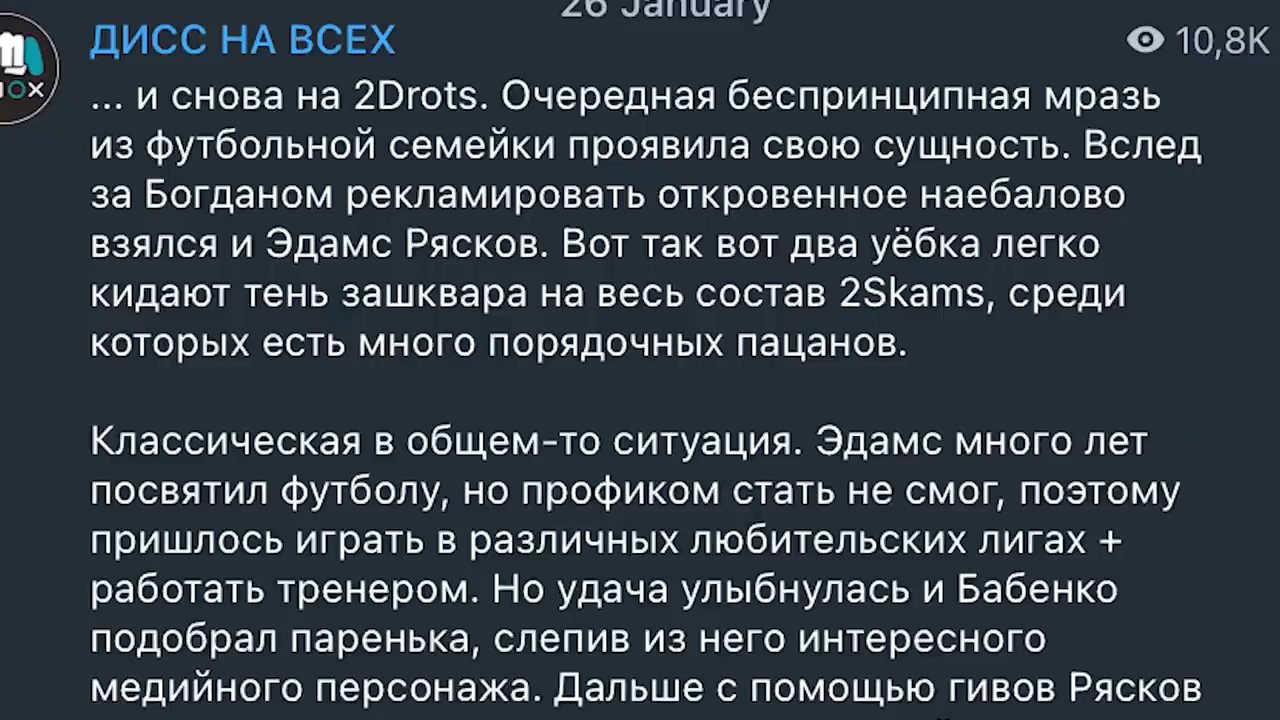 26 January
ДИСС НА ВСЕХ
10,8K
... и снова на 2Drots. Очередная беспринципная мразь
из футбольной семейки проявила свою сущность. Вслед
за Богданом рекламировать откровенное наебалово
взялся и Эдамс Рясков. Вот так вот два уёбка легко
кидают тень зашквара на весь состав 2Skams, среди
которых есть много порядочных пацанов.
Классическая в общем-то ситуация. Эдамс много лет
посвятил футболу, но профиком стать не смог, поэтому
пришлось играть в различных любительских лигах +
работать тренером. Но удача улыбнулась и Бабенко
подобрал паренька, слепив из него интересного
медийного персонажа. Дальше с помощью гивов Рясков